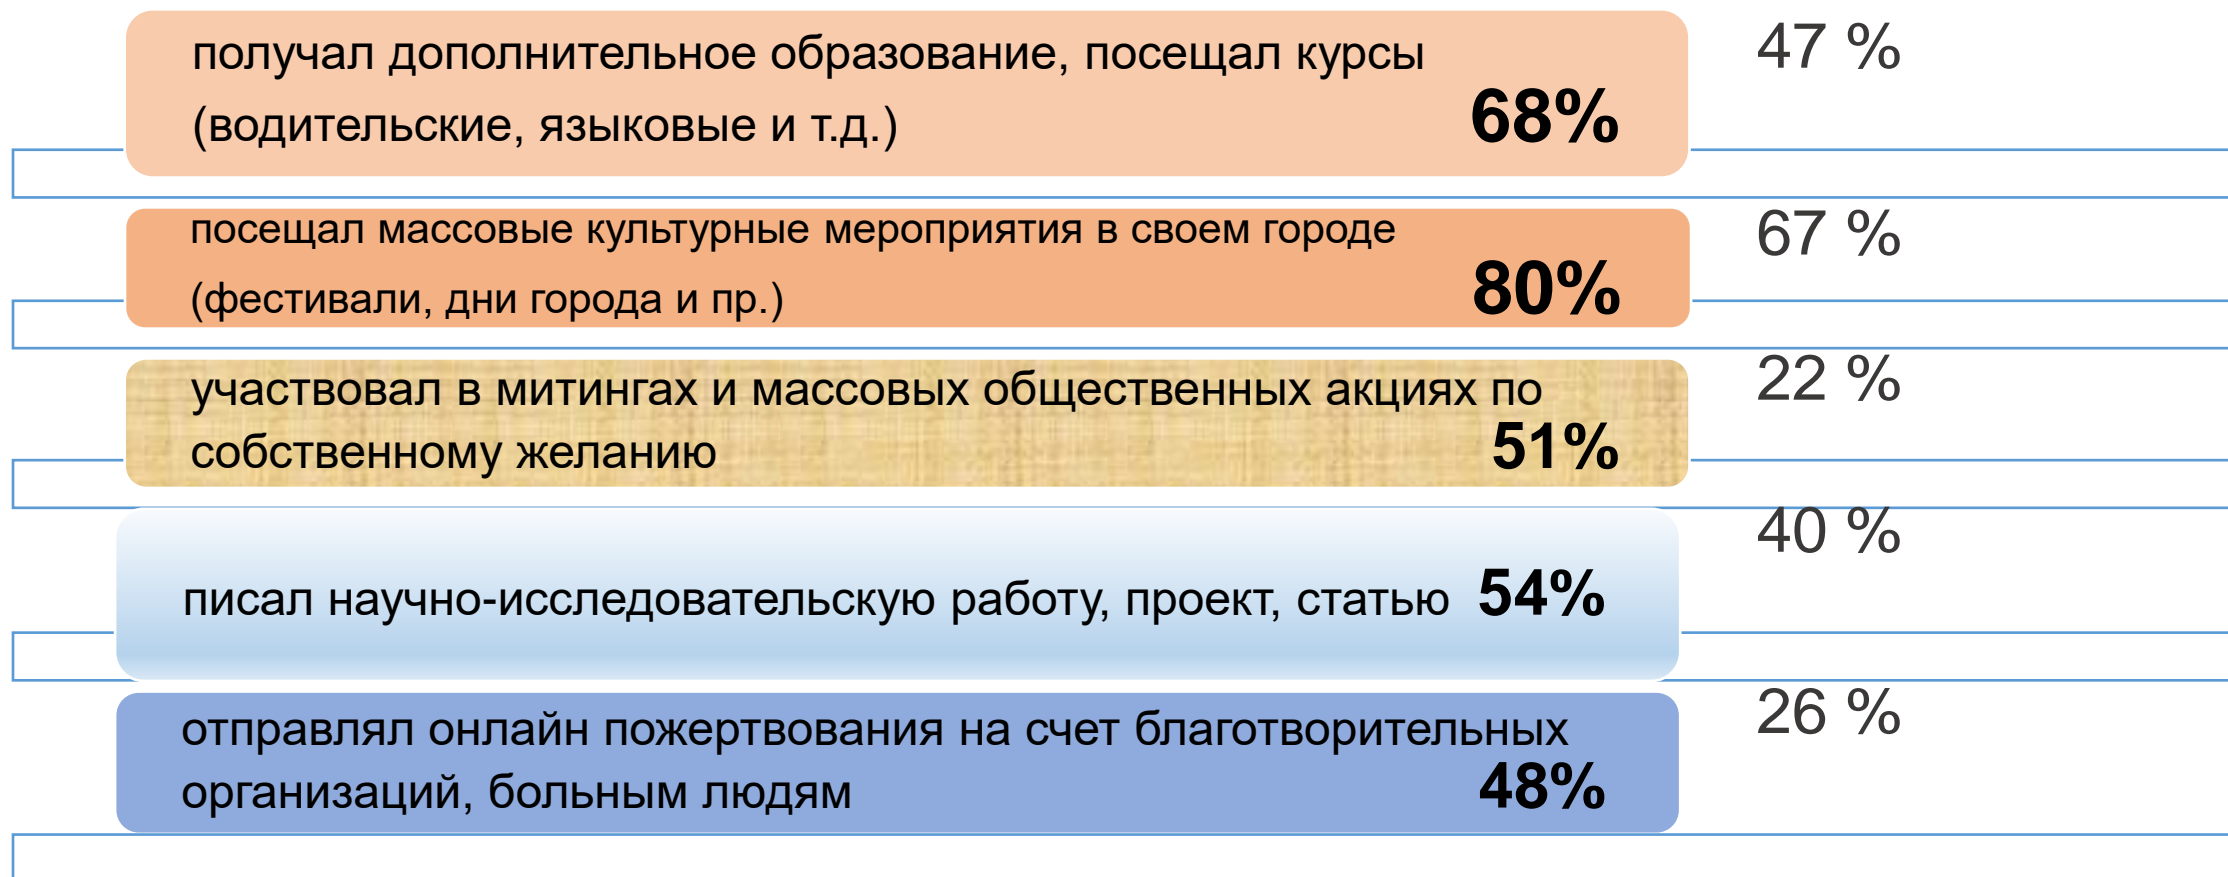 получал дополнительное образование, посещал курсы
(водительские, языковые и т.д.) 68%
47 %
посещал массовые культурные мероприятия в своем городе
(фестивали, дни города и пр.) 80%
67 %
участвовал в митингах и массовых общественных акциях по
собственному желанию 51%
22 %
писал научно-исследовательскую работу, проект, статью 54%
40 %
отправлял онлайн пожертвования на счет благотворительных
организаций, больным людям 48%
26 %